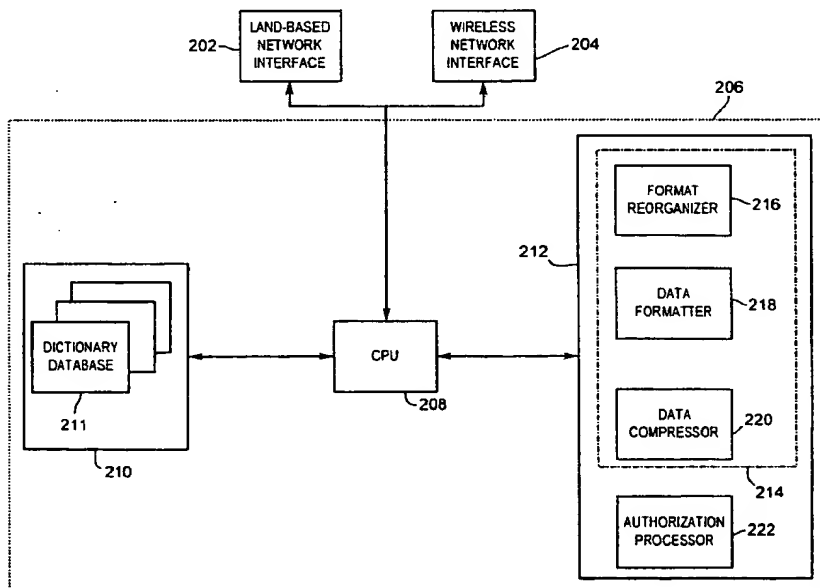 202
LAND-BASED
NETWORK
INTERFACE
WIRELESS
NETWORK
INTERFACE
204
206
FORMAT
REORGANIZER
216
212
DATA
FORMATTER
218
DICTIONARY
DATABASE
211
210
CPU
208
DATA
COMPRESSOR
220
214
AUTHORIZATION
PROCESSOR
222